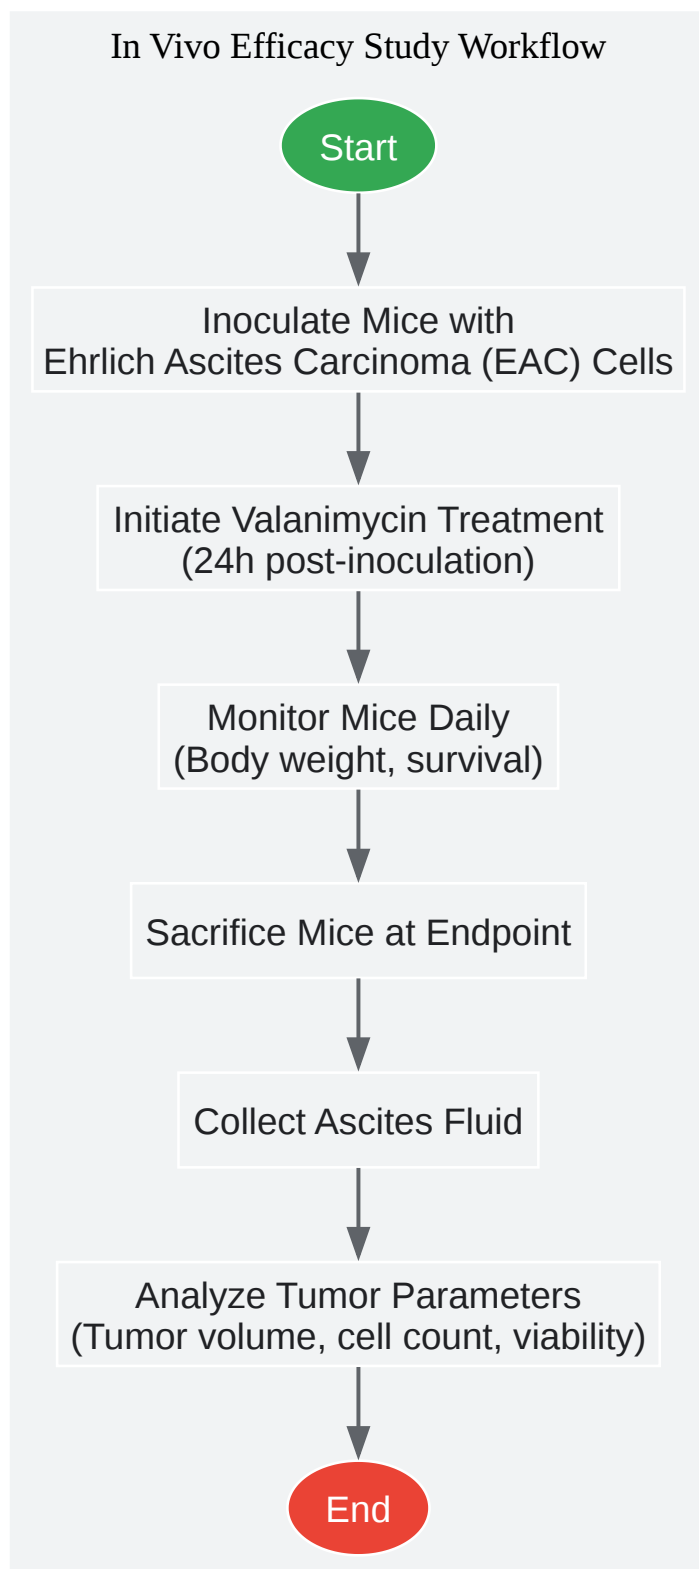 In Vivo Efficacy Study Workflow
Start
Inoculate Mice with
Ehrlich Ascites Carcinoma (EAC) Cells
Initiate Valanimycin Treatment
(24h post-inoculation)
Monitor Mice Daily
(Body weight, survival)
Sacrifice Mice at Endpoint
Collect Ascites Fluid
Analyze Tumor Parameters
(Tumor volume, cell count, viability)
End